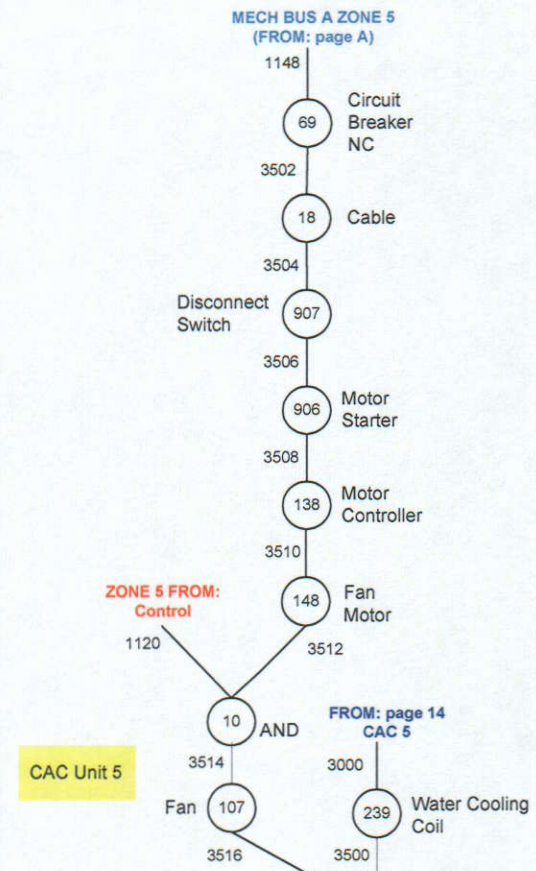 MECH BUS A ZONE 5
(FROM: page A)
1148
69
Circuit
Breaker
NC
3502
18
Cable
3504
Disconnect
Switch
907
3506
906
Motor
Starter
3508
138
Motor
Controller
3510
ZONE 5 FROM:
Control
148
Fan
Motor
1120
3512
10
AND
FROM: page 14
CAC 5
3514
3000
CAC Unit 5
Fan
107
239
Water Cooling
Coil
3516
3500